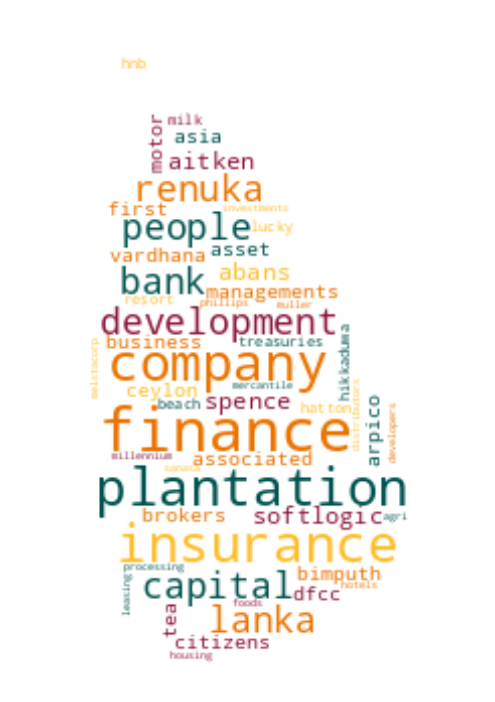 hnb
motor
milk
asia
aitken
renuka
first
investments
people
lucky
vardhana
asset
bank
abans
managements
resort
phillips
muller
development
business
treasuries
hikkaduwa
melstacorp
company
ceylon
mercantile
beach
spence
hatton
distributors
arpico
developers
finance
millennium
associated
sanasa
plantation
brokers
softlogic
agri
insurance
processing
leasing
capital
bimputh
hotels
dfcc
foods
tea
lanka
citizens
housing